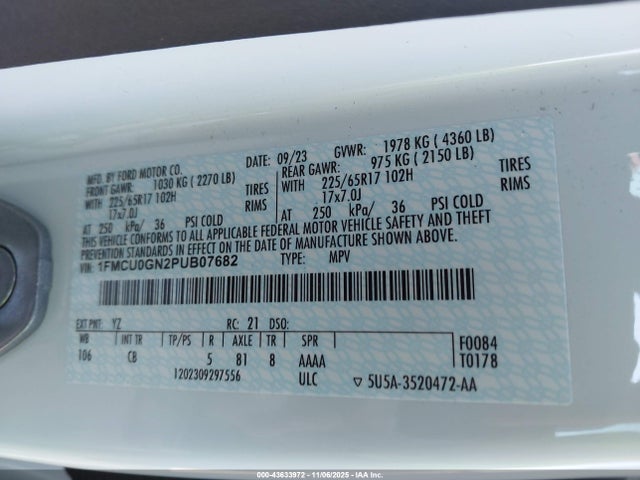 MFD. BY FORD MOTOR CO.
DATE: 09/23 GVWR: 1978 KG ( 4360 LB)
FRONT GAWR: 1030 KG ( 2270 LB) REAR GAWR: 975 KG ( 2150 LB)
WITH 225/65R17 102H TIRES WITH 225/65R17 102H TIRES
17x7.0J RIMS 17x7.0J RIMS
AT 250 kPa/ 36 PSI COLD AT 250 kPa/ 36 PSI COLD
THIS VEHICLE CONFORMS TO ALL APPLICABLE FEDERAL MOTOR VEHICLE SAFETY AND THEFT
PREVENTION STANDARDS IN EFFECT ON THE DATE OF MANUFACTURE SHOWN ABOVE.
VIN: 1FMCU0GN2PUB07682 TYPE: MPV
EXT PNT: YZ RC: 21 DSO:
WB INT TR TP/PS R AXLE TR SPR
106 CB 5 81 8 AAAA
F0084
T0178
1202309297556 ULC 5U5A-3520472-AA
000-43633972 - 11/06/2025 - IAA Inc.